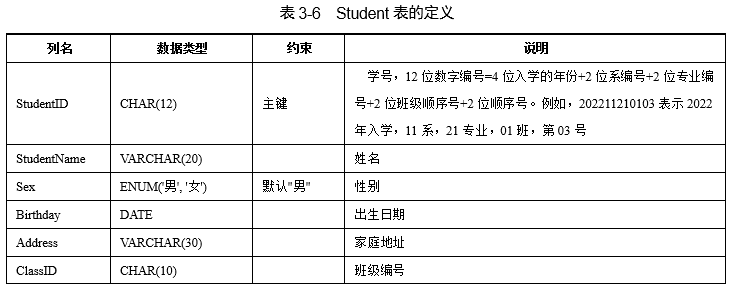 表 3-6 Student 表的定义
列名 数据类型 约束 说明
学号，12 位数字编号=4 位入学的年份+2 位系编号+2 位专业编
StudentID CHAR(12) 主键 号+2 位班级顺序号+2 位顺序号。例如，202211210103 表示 2022
年入学，11 系，21 专业，01 班，第 03 号
StudentName VARCHAR(20) 姓名
Sex ENUM('男', '女') 默认"男" 性别
Birthday DATE 出生日期
Address VARCHAR(30) 家庭地址
ClassID CHAR(10) 班级编号